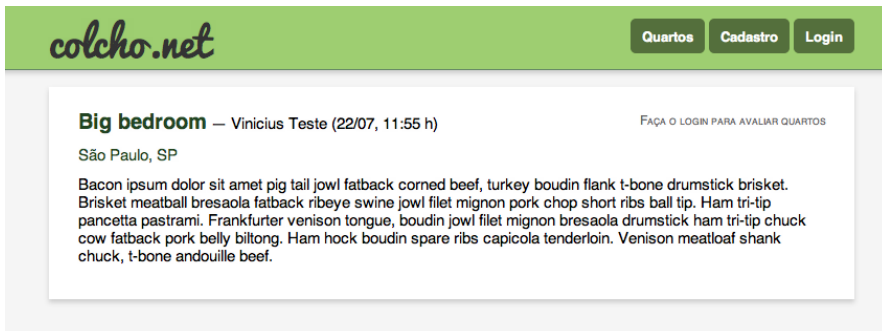 colcho.net
Quartos Cadastro Login
Big bedroom — Vinicius Teste (22/07, 11:55 h)
Faça o login para avaliar quartos
São Paulo, SP
Bacon ipsum dolor sit amet pig tail jowl fatback corned beef, turkey boudin flank t-bone drumstick brisket.
Brisket meatball bresaola fatback ribeye swine jowl filet mignon pork chop short ribs ball tip. Ham tri-tip
pancetta pastrami. Frankfurter venison tongue, boudin jowl filet mignon bresaola drumstick ham tri-tip chuck
cow fatback pork belly biltong. Ham hock boudin spare ribs capicola tenderloin. Venison meatloaf shank
chuck, t-bone andouille beef.